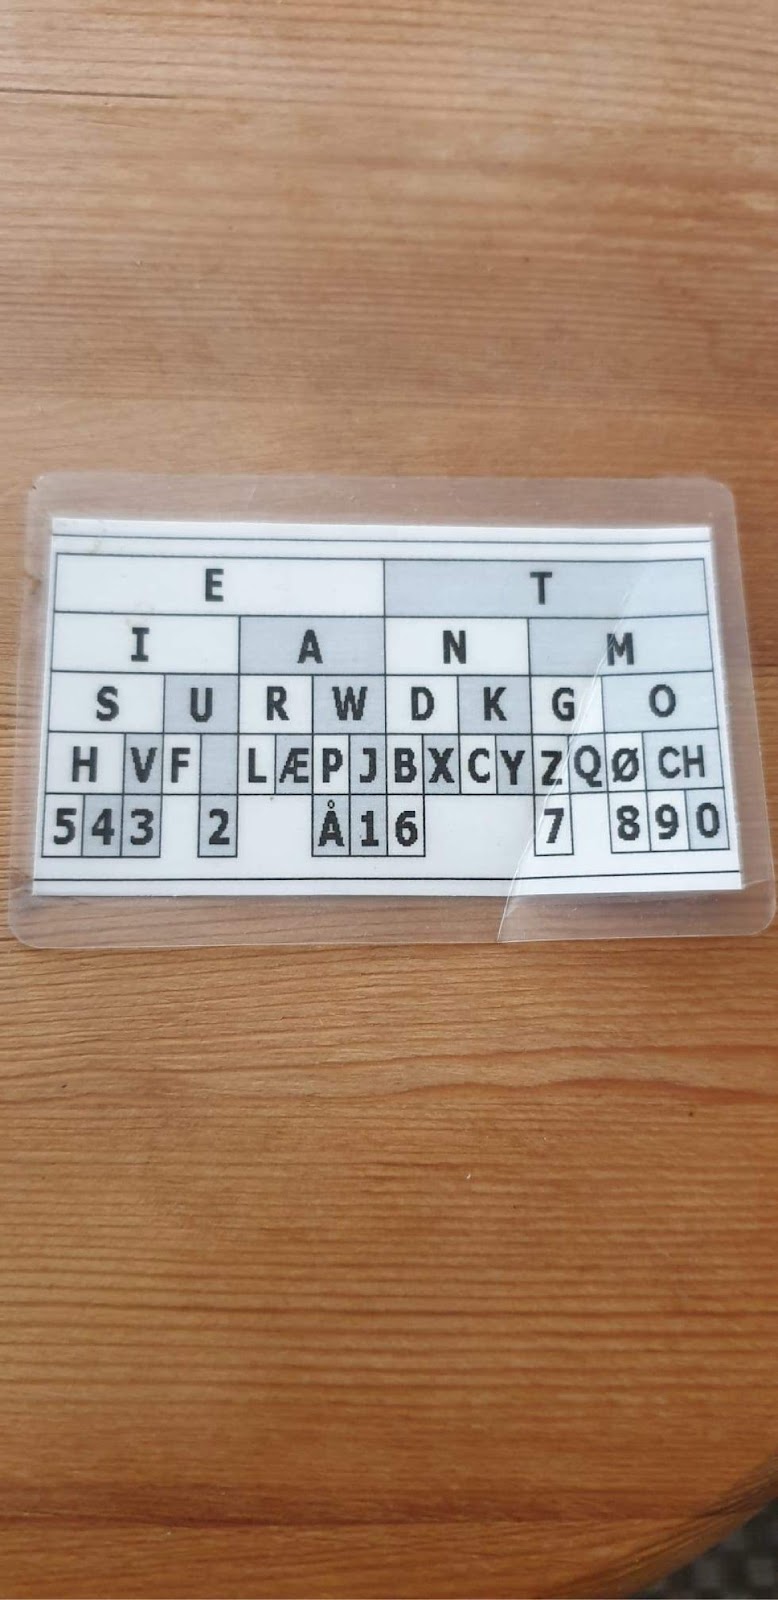 E T
I A N M
S U R W D K G O
H V F L Æ P J B X C Y Z Q Ø CH
5 4 3 2 Å 1 6 7 8 9 0